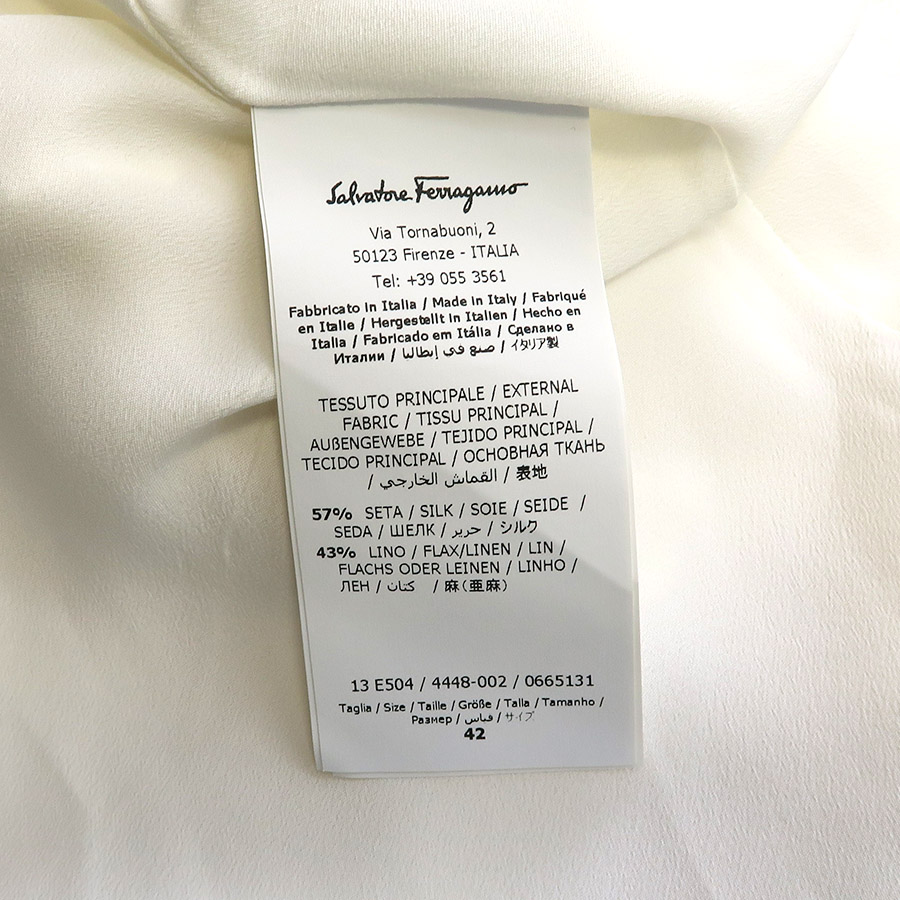 Salvatore Ferragamo
Via Tornabuoni, 2
50123 Firenze - ITALIA
Tel: +39 055 3561
Fabbricato in Italia / Made in Italy / Fabriqué
en Italie / Hergestellt in Italien / Hecho en
Italia / Fabricado em Itália / Сделано в
Италии / صنع في إيطاليا / イタリア製
TESSUTO PRINCIPALE / EXTERNAL
FABRIC / TISSU PRINCIPAL /
AUßENGEWEBE / TEJIDO PRINCIPAL /
TECIDO PRINCIPAL / ОСНОВНАЯ ТКАНЬ
/ القماش الخارجي / 表地
57% SETA / SILK / SOIE / SEIDE /
SEDA / ШЕЛК / حرير / シルク
43% LINO / FLAX/LINEN / LIN /
FLACHS ODER LEINEN / LINHO /
ЛЕН / كتان / 麻(亜麻)
13 E504 / 4448-002 / 0665131
Taglia / Size / Taille / Größe / Talla / Tamanho /
Размер / قياس / サイズ
42